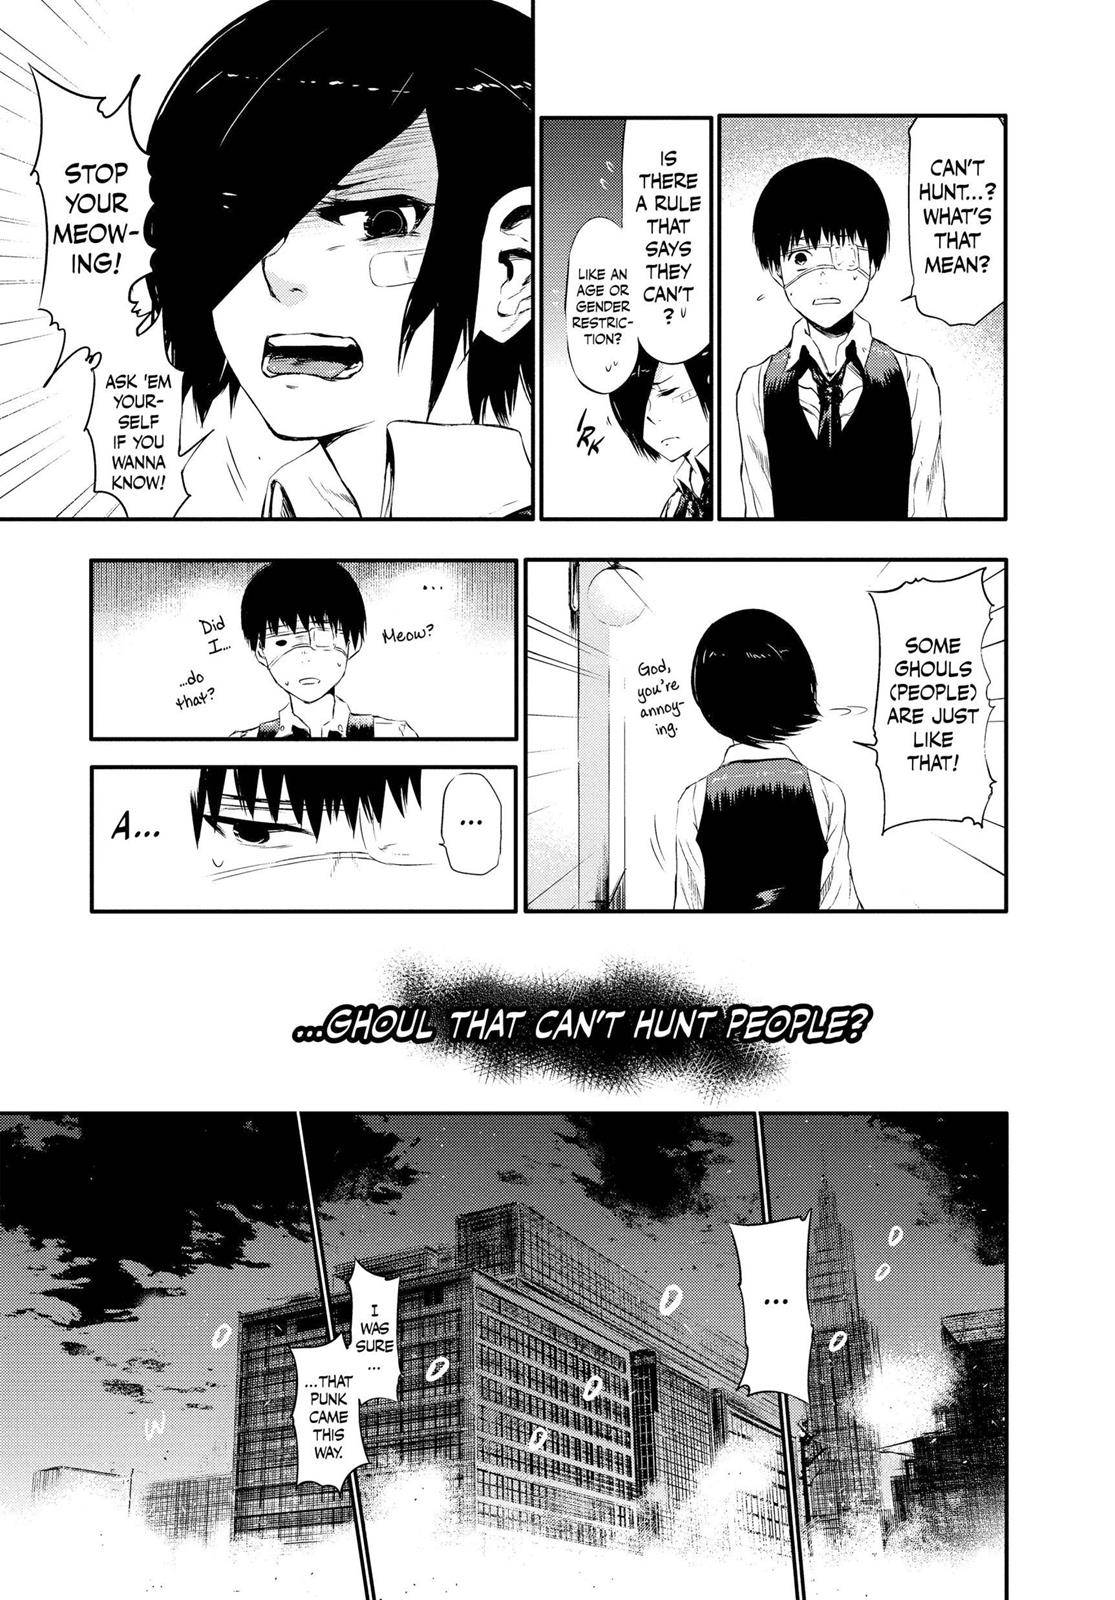 CAN'T
HUNT...?
WHAT'S
THAT
MEAN?
IS
THERE
A RULE
THAT
SAYS
THEY
CAN'T
?
LIKE AN
AGE OR
GENDER
RESTRIC-
TION?
IRK
STOP
YOUR
MEOW-
ING!
ASK 'EM
YOUR-
SELF
IF YOU
WANNA
KNOW!
SOME
GHOULS
(PEOPLE)
ARE JUST
LIKE
THAT!
God,
you're
annoy-
ing.
...
Meow?
Did
I...
...do
that?
...
A...
...GHOUL THAT CAN'T HUNT PEOPLE?
...
I
WAS
SURE
...
...THAT
PUNK
CAME
THIS
WAY.